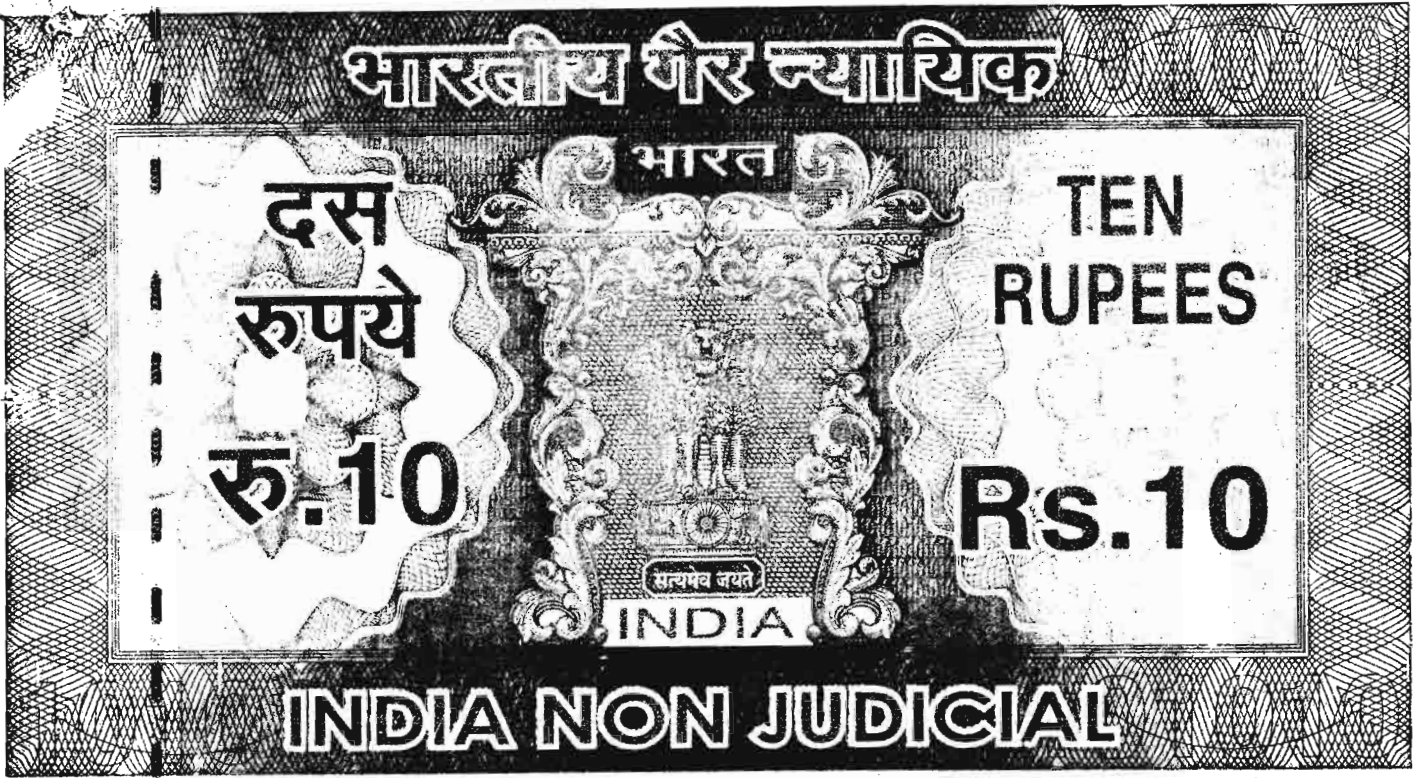 भारतीय गैर न्यायिक
भारत
दस
रुपये
रु.10
TEN
RUPEES
Rs.10
सत्यमेव जयते
INDIA
INDIA NON JUDICIAL